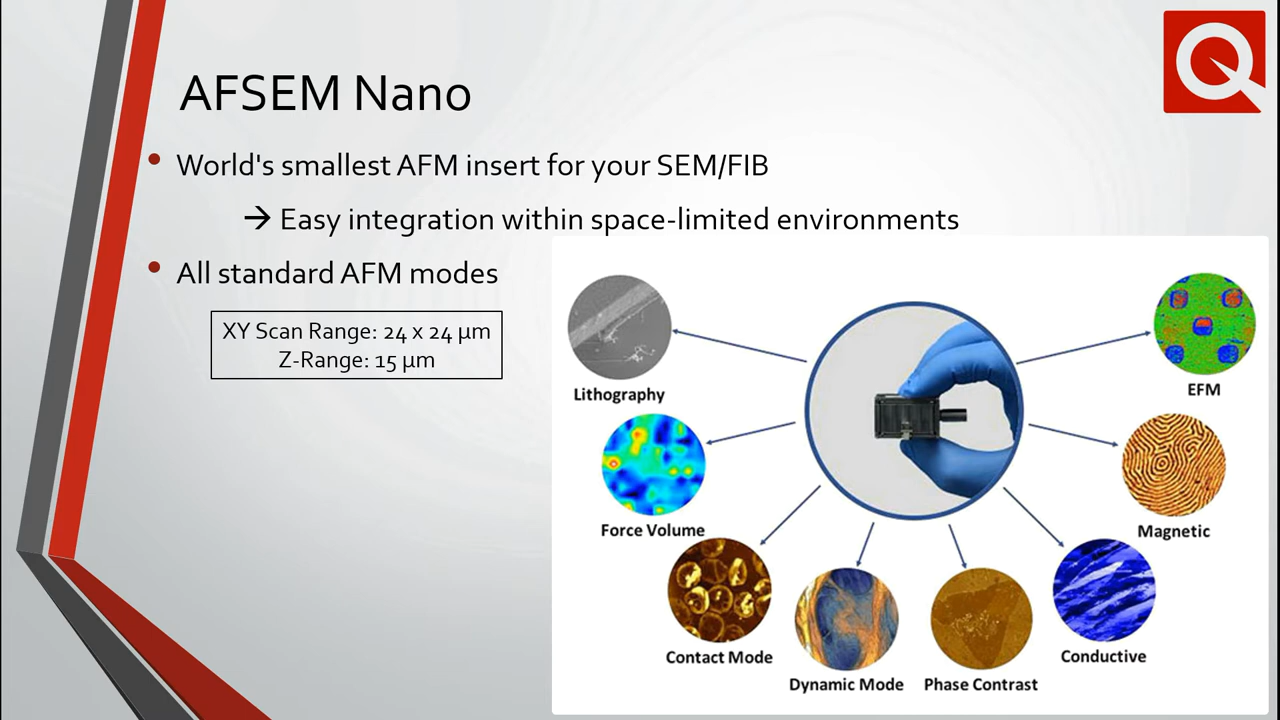 AFSEM Nano
• World's smallest AFM insert for your SEM/FIB
→ Easy integration within space-limited environments
• All standard AFM modes
XY Scan Range: 24 x 24 µm
Z-Range: 15 µm
Lithography
EFM
Force Volume
Magnetic
Contact Mode
Conductive
Dynamic Mode
Phase Contrast